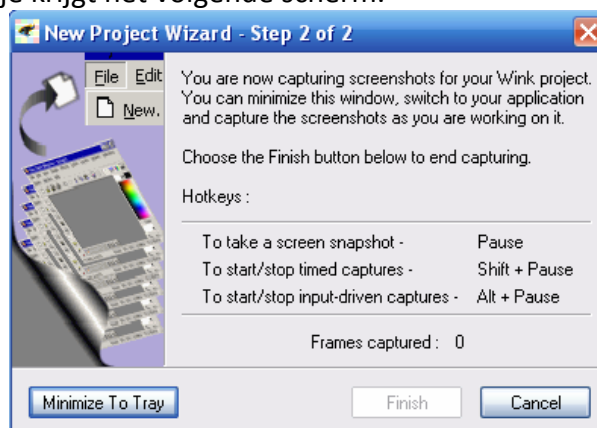 je krijgt het volgende scherm:
New Project Wizard - Step 2 of 2
File Edit
New.
You are now capturing screenshots for your Wink project.
You can minimize this window, switch to your application
and capture the screenshots as you are working on it.
Choose the Finish button below to end capturing.
Hotkeys :
To take a screen snapshot - Pause
To start/stop timed captures - Shift + Pause
To start/stop input-driven captures - Alt + Pause
Frames captured : 0
Minimize To Tray Finish Cancel